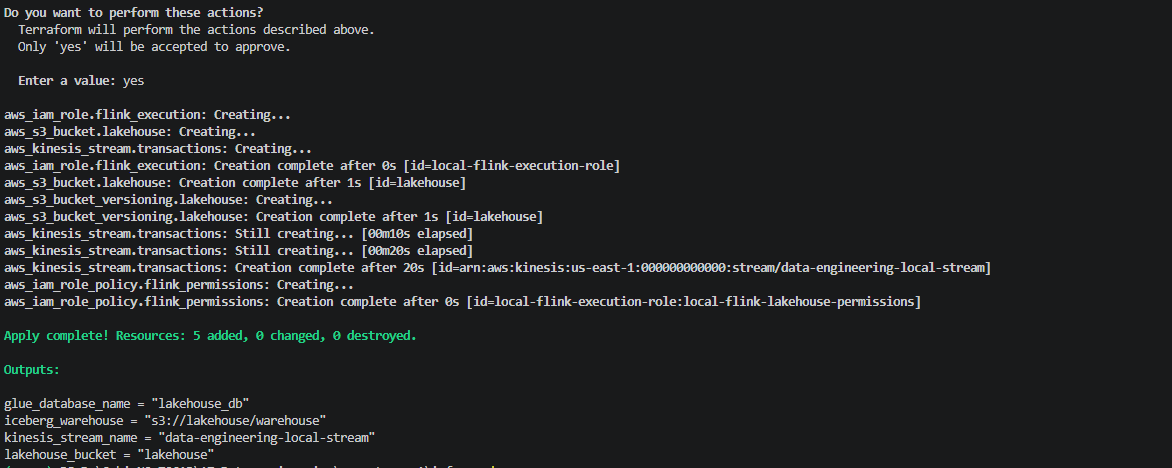 Do you want to perform these actions?
  Terraform will perform the actions described above.
  Only 'yes' will be accepted to approve.

  Enter a value: yes

aws_iam_role.flink_execution: Creating...
aws_s3_bucket.lakehouse: Creating...
aws_kinesis_stream.transactions: Creating...
aws_iam_role.flink_execution: Creation complete after 0s [id=local-flink-execution-role]
aws_s3_bucket.lakehouse: Creation complete after 1s [id=lakehouse]
aws_s3_bucket_versioning.lakehouse: Creating...
aws_s3_bucket_versioning.lakehouse: Creation complete after 1s [id=lakehouse]
aws_kinesis_stream.transactions: Still creating... [00m10s elapsed]
aws_kinesis_stream.transactions: Still creating... [00m20s elapsed]
aws_kinesis_stream.transactions: Creation complete after 20s [id=arn:aws:kinesis:us-east-1:000000000000:stream/data-engineering-local-stream]
aws_iam_role_policy.flink_permissions: Creating...
aws_iam_role_policy.flink_permissions: Creation complete after 0s [id=local-flink-execution-role:local-flink-lakehouse-permissions]

Apply complete! Resources: 5 added, 0 changed, 0 destroyed.

Outputs:

glue_database_name = "lakehouse_db"
iceberg_warehouse = "s3://lakehouse/warehouse"
kinesis_stream_name = "data-engineering-local-stream"
lakehouse_bucket = "lakehouse"